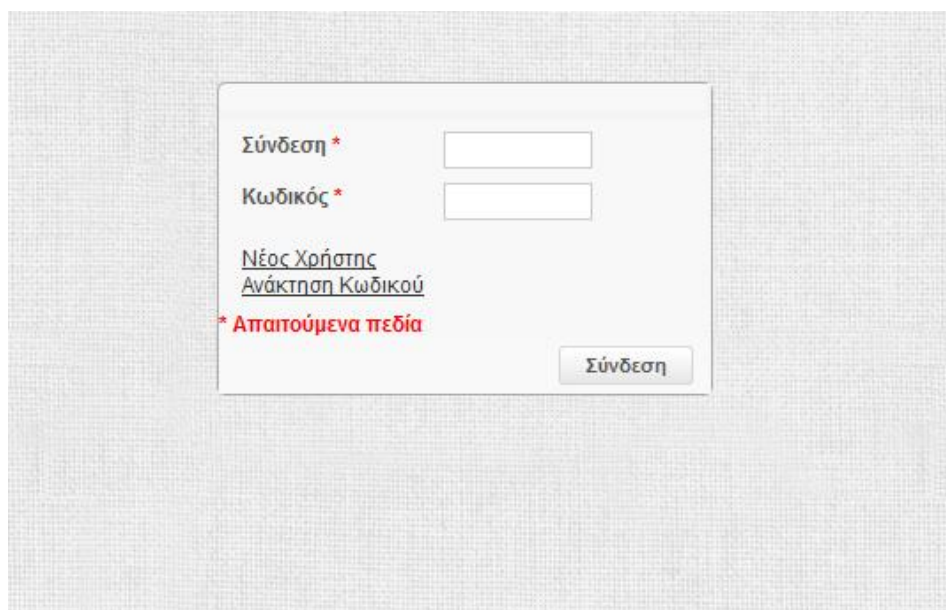 Σύνδεση *
Κωδικός *
Νέος Χρήστης
Ανάκτηση Κωδικού
* Απαιτούμενα πεδία
Σύνδεση